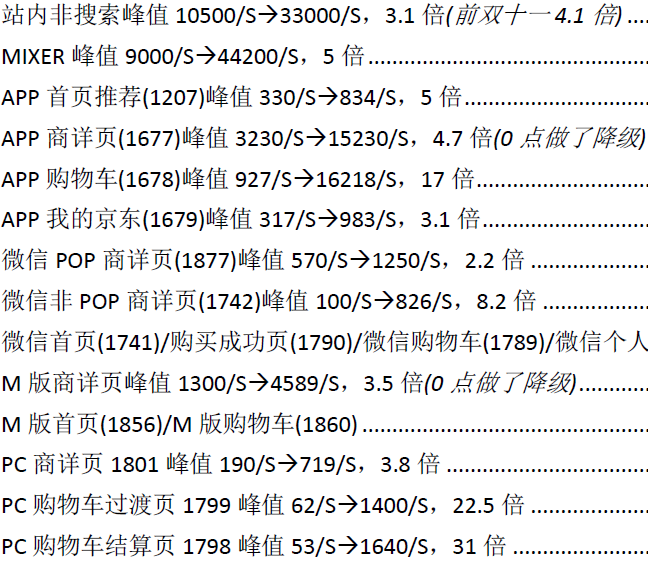 站内非搜索峰值 10500/S→33000/S，3.1 倍(前双十一 4.1 倍) ....
MIXER 峰值 9000/S→44200/S，5 倍 ...............................................
APP 首页推荐(1207)峰值 330/S→834/S，5 倍 ...............................
APP 商详页(1677)峰值 3230/S→15230/S，4.7 倍(0 点做了降级)
APP 购物车(1678)峰值 927/S→16218/S，17 倍 .............................
APP 我的京东(1679)峰值 317/S→983/S，3.1 倍 ............................
微信 POP 商详页(1877)峰值 570/S→1250/S，2.2 倍 ....................
微信非 POP 商详页(1742)峰值 100/S→826/S，8.2 倍 ..................
微信首页(1741)/购买成功页(1790)/微信购物车(1789)/微信个人
M 版商详页峰值 1300/S→4589/S，3.5 倍(0 点做了降级) ............
M 版首页(1856)/M 版购物车(1860) ................................................
PC 商详页 1801 峰值 190/S→719/S，3.8 倍 ..................................
PC 购物车过渡页 1799 峰值 62/S→1400/S，22.5 倍 ....................
PC 购物车结算页 1798 峰值 53/S→1640/S，31 倍 .......................